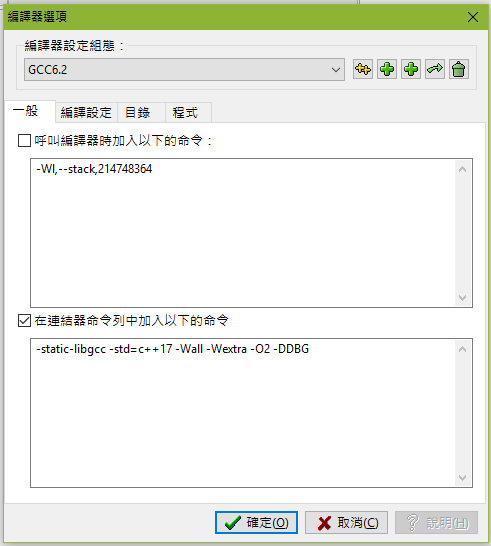 編譯器選項
編譯器設定組態：
GCC6.2
一般 編譯設定 目錄 程式
呼叫編譯器時加入以下的命令：
-Wl,--stack,214748364
在連結器命令列中加入以下的命令
-static-libgcc -std=c++17 -Wall -Wextra -O2 -DDBG
確定(O) 取消(C) 說明(H)